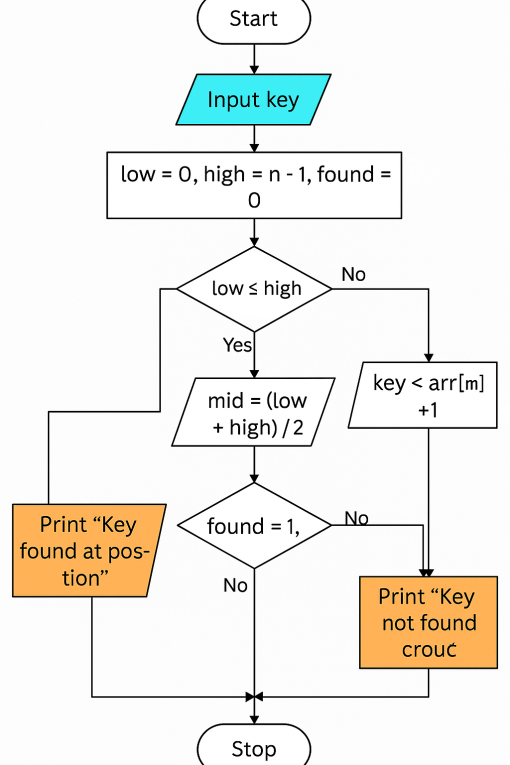 Start
Input key
low = 0, high = n - 1, found =
0
low ≤ high
No
Yes
mid = (low
+ high) / 2
key < arr[m]
+1
Print “Key
found at pos-
tion”
found = 1,
No
No
Print “Key
not found
Stop